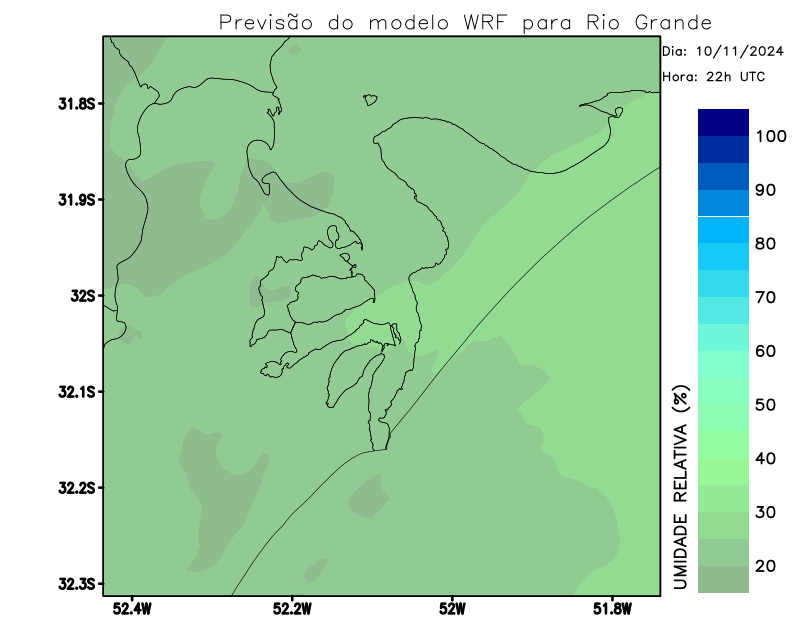 Previsão do modelo WRF para Rio Grande
Dia: 10/11/2024
Hora: 22h UTC
31.8S
31.9S
32S
32.1S
32.2S
32.3S
52.4W
52.2W
52W
51.8W
100
90
80
70
60
50
40
30
20
UMIDADE RELATIVA (%)